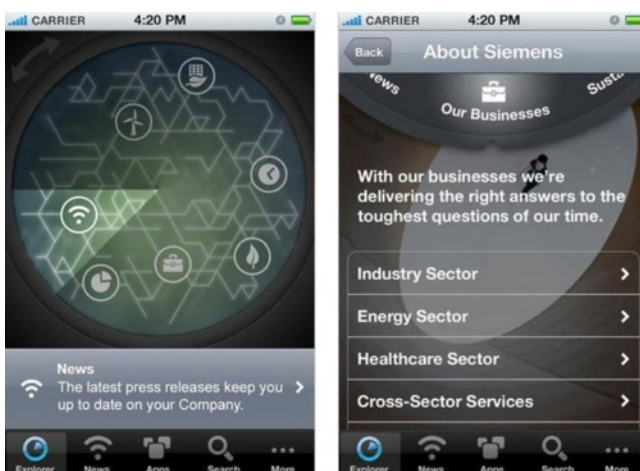 CARRIER 4:20 PM
News
The latest press releases keep you
up to date on your Company.
Explorer News Apps Search More
CARRIER 4:20 PM
Back About Siemens
News Our Businesses
With our businesses we're
delivering the right answers to the
toughest questions of our time.
Industry Sector
Energy Sector
Healthcare Sector
Cross-Sector Services
Explorer News Apps Search More